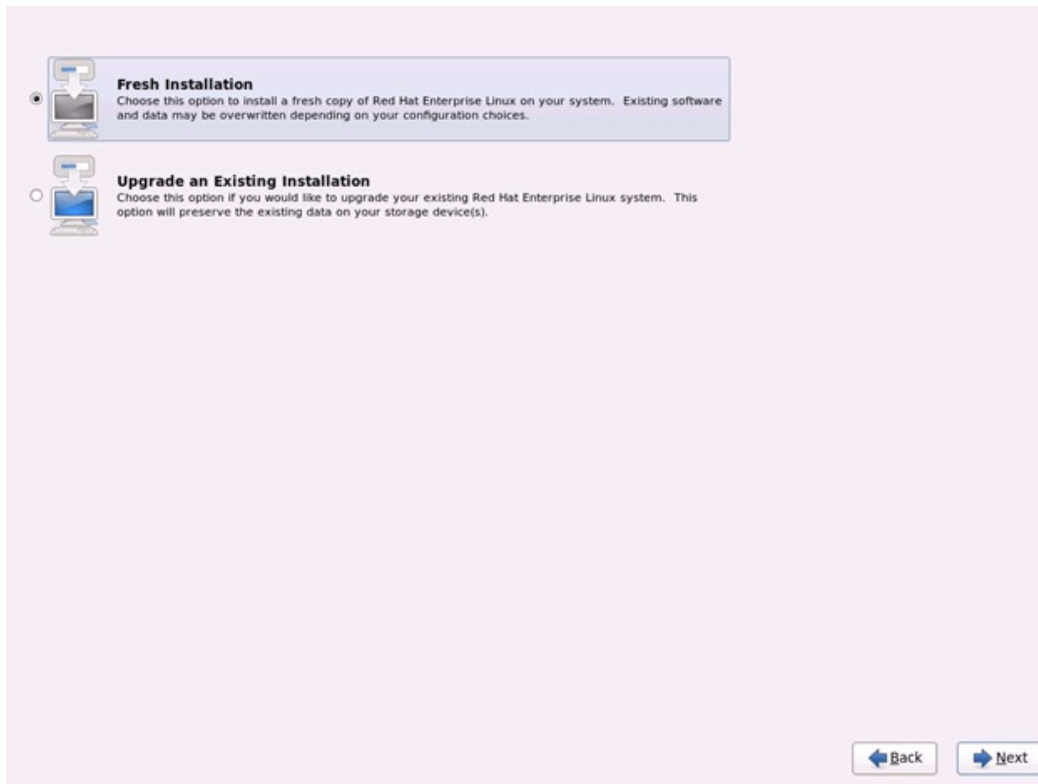 Fresh Installation
Choose this option to install a fresh copy of Red Hat Enterprise Linux on your system.  Existing software
and data may be overwritten depending on your configuration choices.
Upgrade an Existing Installation
Choose this option if you would like to upgrade your existing Red Hat Enterprise Linux system.  This
option will preserve the existing data on your storage device(s).
Back
Next